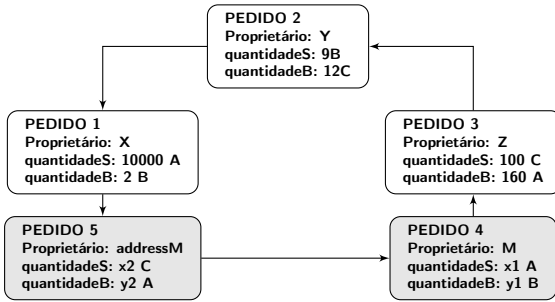 PEDIDO 2
Proprietário: Y
quantidadeS: 9B
quantidadeB: 12C
PEDIDO 1
Proprietário: X
quantidadeS: 10000 A
quantidadeB: 2 B
PEDIDO 3
Proprietário: Z
quantidadeS: 100 C
quantidadeB: 160 A
PEDIDO 5
Proprietário: addressM
quantidadeS: x2 C
quantidadeB: y2 A
PEDIDO 4
Proprietário: M
quantidadeS: x1 A
quantidadeB: y1 B